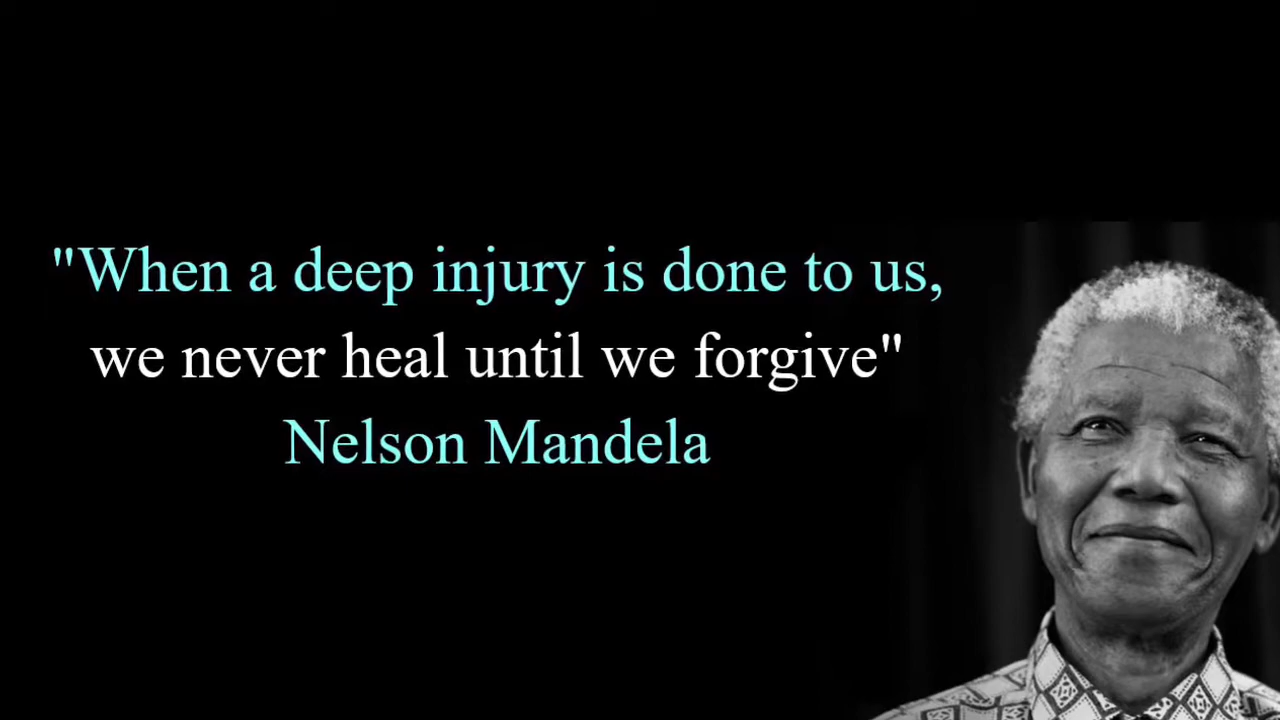 "When a deep injury is done to us,
we never heal until we forgive"
Nelson Mandela